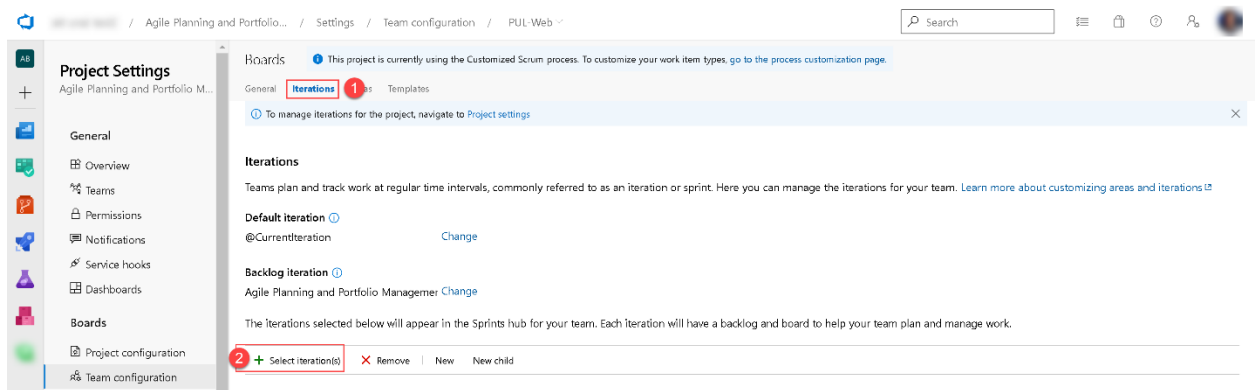 / Agile Planning and Portfolio... / Settings / Team configuration / PUL-Web
Search
AB
Project Settings
Agile Planning and Portfolio M...
General
Overview
Teams
Permissions
Notifications
Service hooks
Dashboards
Boards
Project configuration
Team configuration
Boards
This project is currently using the Customized Scrum process. To customize your work item types, go to the process customization page.
General Iterations 1 as Templates
To manage iterations for the project, navigate to Project settings
Iterations
Teams plan and track work at regular time intervals, commonly referred to as an iteration or sprint. Here you can manage the iterations for your team. Learn more about customizing areas and iterations
Default iteration
@CurrentIteration Change
Backlog iteration
Agile Planning and Portfolio Managemer Change
The iterations selected below will appear in the Sprints hub for your team. Each iteration will have a backlog and board to help your team plan and manage work.
2 + Select iteration(s) Remove New New child